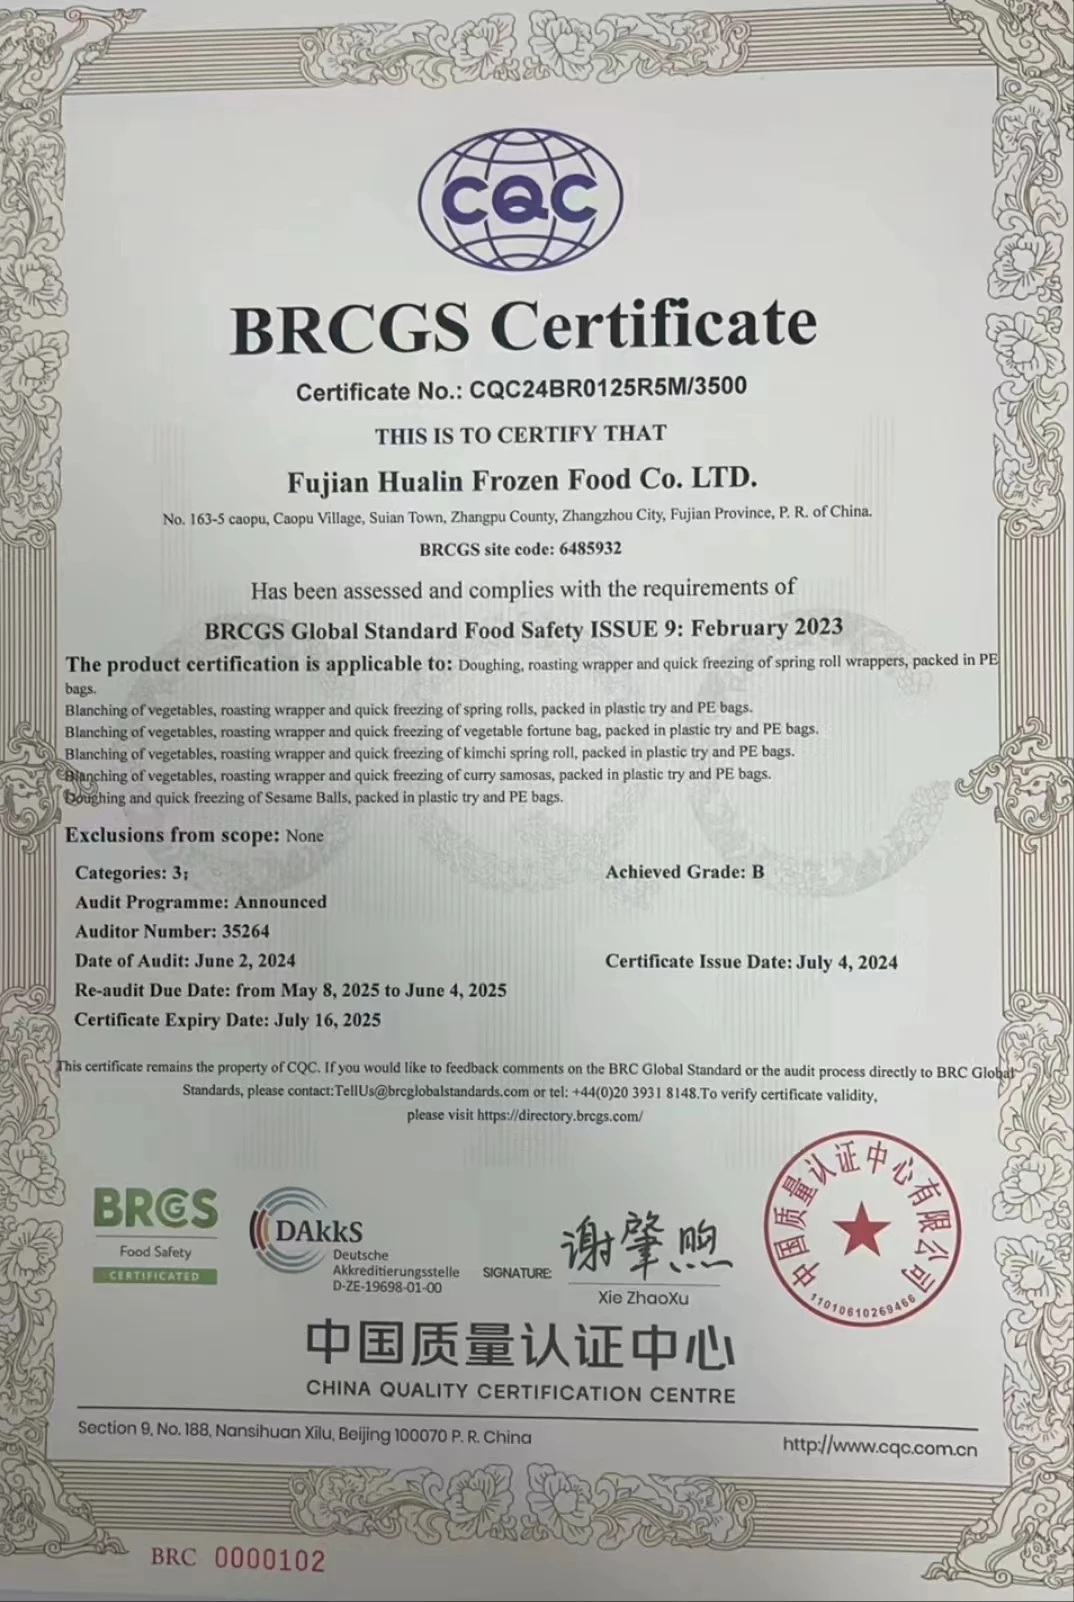 CQC
BRCGS Certificate
Certificate No.: CQC24BR0125R5M/3500
THIS IS TO CERTIFY THAT
Fujian Hualin Frozen Food Co. LTD.
No. 163-5 caopu, Caopu Village, Suian Town, Zhangpu County, Zhangzhou City, Fujian Province, P. R. of China.
BRCGS site code: 6485932
Has been assessed and complies with the requirements of
BRCGS Global Standard Food Safety ISSUE 9: February 2023
The product certification is applicable to: Doughing, roasting wrapper and quick freezing of spring roll wrappers, packed in PE
bags.
Blanching of vegetables, roasting wrapper and quick freezing of spring rolls, packed in plastic try and PE bags.
Blanching of vegetables, roasting wrapper and quick freezing of vegetable fortune bag, packed in plastic try and PE bags.
Blanching of vegetables, roasting wrapper and quick freezing of kimchi spring roll, packed in plastic try and PE bags.
Blanching of vegetables, roasting wrapper and quick freezing of curry samosas, packed in plastic try and PE bags.
Doughing and quick freezing of Sesame Balls, packed in plastic try and PE bags.
Exclusions from scope: None
Categories: 3;
Achieved Grade: B
Audit Programme: Announced
Auditor Number: 35264
Date of Audit: June 2, 2024
Certificate Issue Date: July 4, 2024
Re-audit Due Date: from May 8, 2025 to June 4, 2025
Certificate Expiry Date: July 16, 2025
This certificate remains the property of CQC. If you would like to feedback comments on the BRC Global Standard or the audit process directly to BRC Global
Standards, please contact:TellUs@brcglobalstandards.com or tel: +44(0)20 3931 8148.To verify certificate validity,
please visit https://directory.brcgs.com/
BRCGS
Food Safety
CERTIFICATED
DAkkS
Deutsche
Akkreditierungsstelle
D-ZE-19698-01-00
SIGNATURE:
谢肇煦
Xie ZhaoXu
中国质量认证中心有限公司
11010610269466
中国质量认证中心
CHINA QUALITY CERTIFICATION CENTRE
Section 9, No. 188, Nansihuan Xilu, Beijing 100070 P. R. China
http://www.cqc.com.cn
BRC 0000102